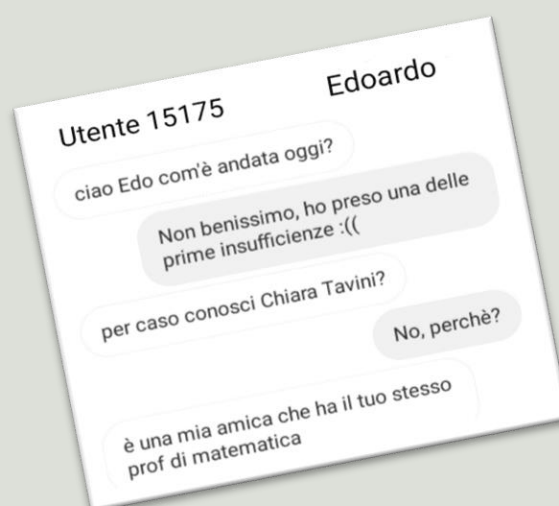 Utente 15175
Edoardo
ciao Edo com'è andata oggi?
Non benissimo, ho preso una delle
prime insufficienze :((
per caso conosci Chiara Tavini?
No, perchè?
è una mia amica che ha il tuo stesso
prof di matematica